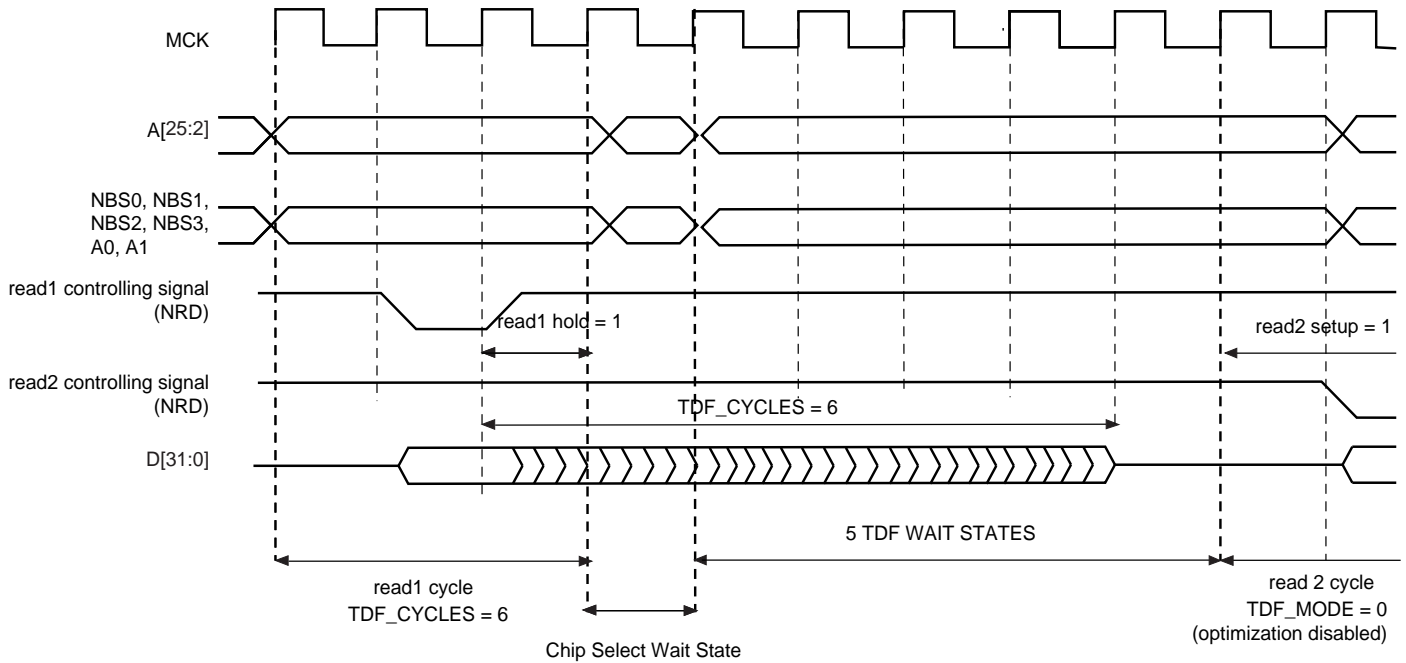 MCK
A[25:2]
NBS0, NBS1,
NBS2, NBS3,
A0, A1
read1 controlling signal
(NRD)
read1 hold = 1
read2 setup = 1
read2 controlling signal
(NRD)
TDF_CYCLES = 6
D[31:0]
5 TDF WAIT STATES
read1 cycle
TDF_CYCLES = 6
Chip Select Wait State
read 2 cycle
TDF_MODE = 0
(optimization disabled)